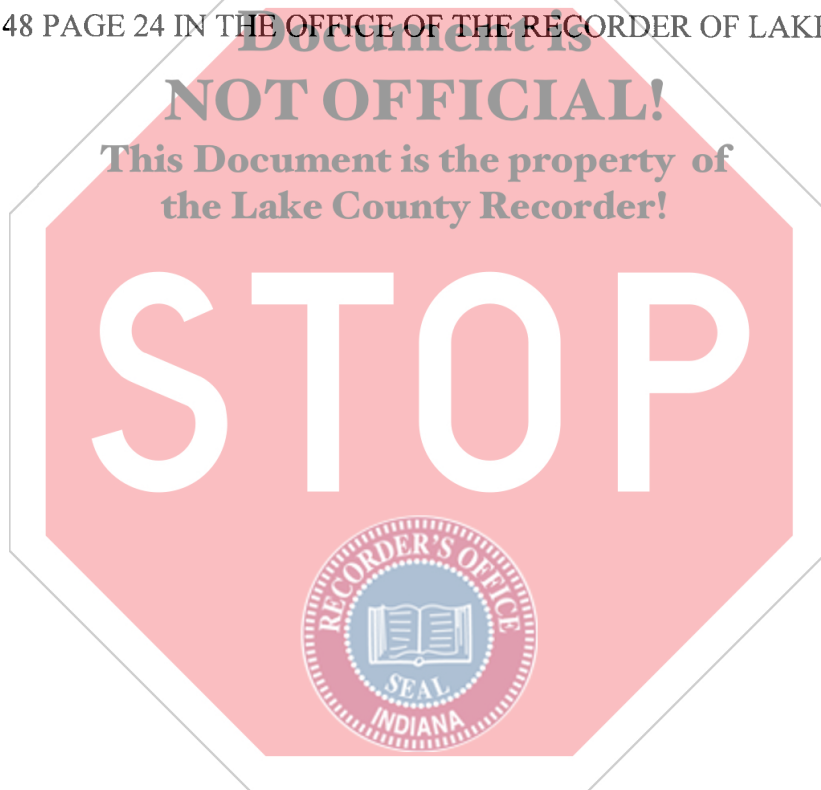 48 PAGE 24 IN THE OFFICE OF THE RECORDER OF LAKE
Document is
NOT OFFICIAL!
This Document is the property of
the Lake County Recorder!
STOP
RECORDER'S OFFICE
SEAL
INDIANA